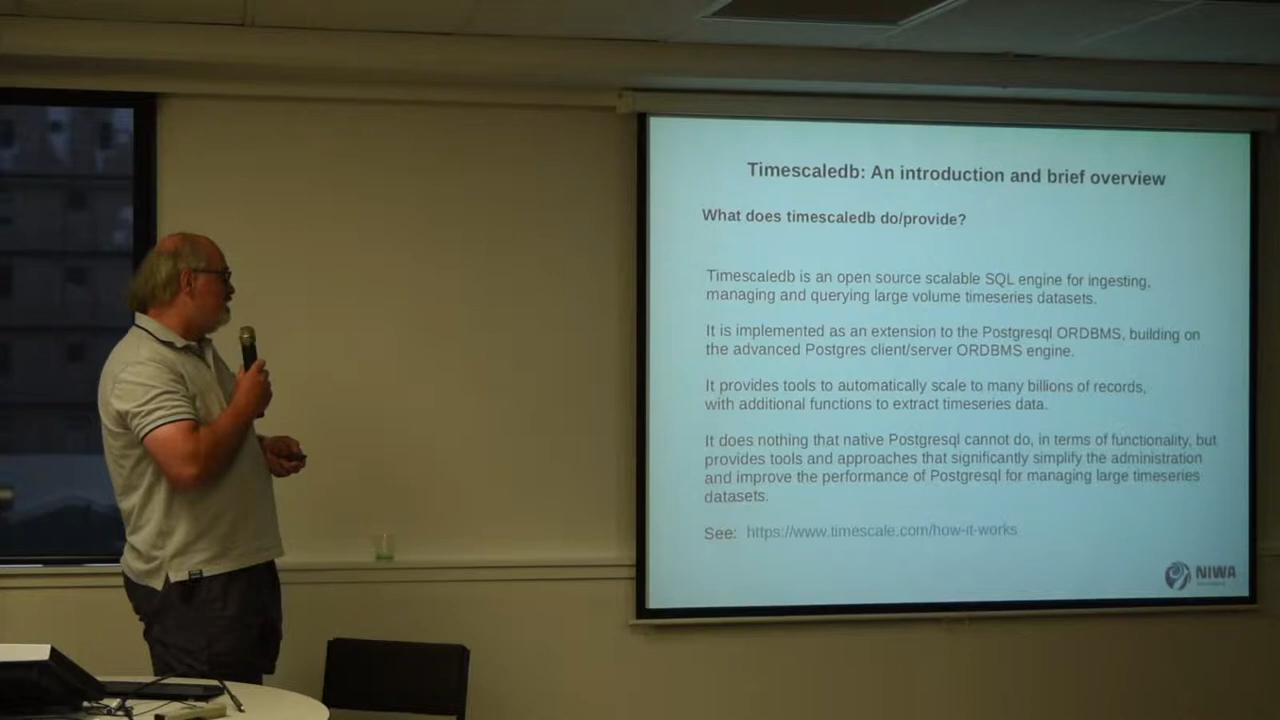 Timescaledb: An introduction and brief overview
What does timescaledb do/provide?
Timescaledb is an open source scalable SQL engine for ingesting,
managing and querying large volume timeseries datasets.
It is implemented as an extension to the Postgresql ORDBMS, building on
the advanced Postgres client/server ORDBMS engine.
It provides tools to automatically scale to many billions of records,
with additional functions to extract timeseries data.
It does nothing that native Postgresql cannot do, in terms of functionality, but
provides tools and approaches that significantly simplify the administration
and improve the performance of Postgresql for managing large timeseries
datasets.
See: https://www.timescale.com/how-it-works
NIWA